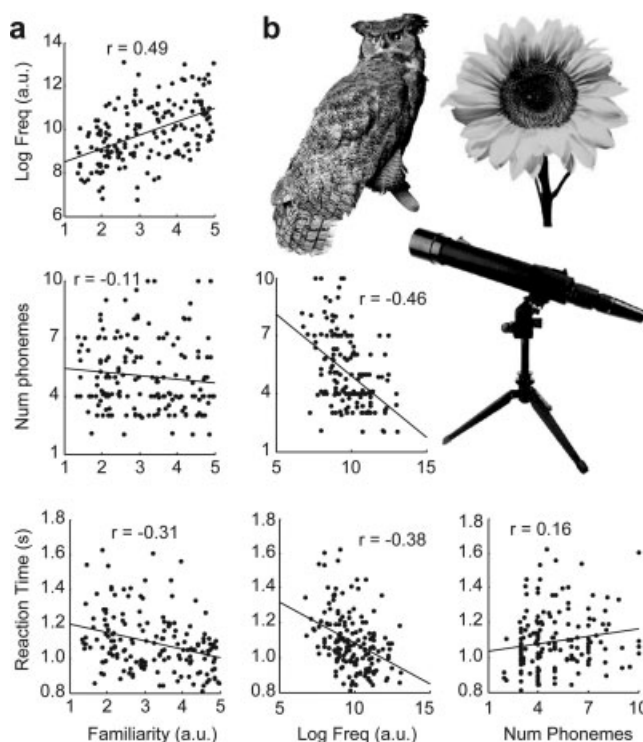 a
b
r = 0.49
Log Freq (a.u.)
14
12
10
8
6
1 2 3 4 5
r = -0.11
Num phonemes
10
7
4
1
1 2 3 4 5
r = -0.46
10
7
4
1
5 10 15
r = -0.31
Reaction Time (s)
1.8
1.6
1.4
1.2
1.0
0.8
1 2 3 4 5
Familiarity (a.u.)
r = -0.38
1.8
1.6
1.4
1.2
1.0
0.8
5 10 15
Log Freq (a.u.)
r = 0.16
1.8
1.6
1.4
1.2
1.0
0.8
1 4 7 10
Num Phonemes